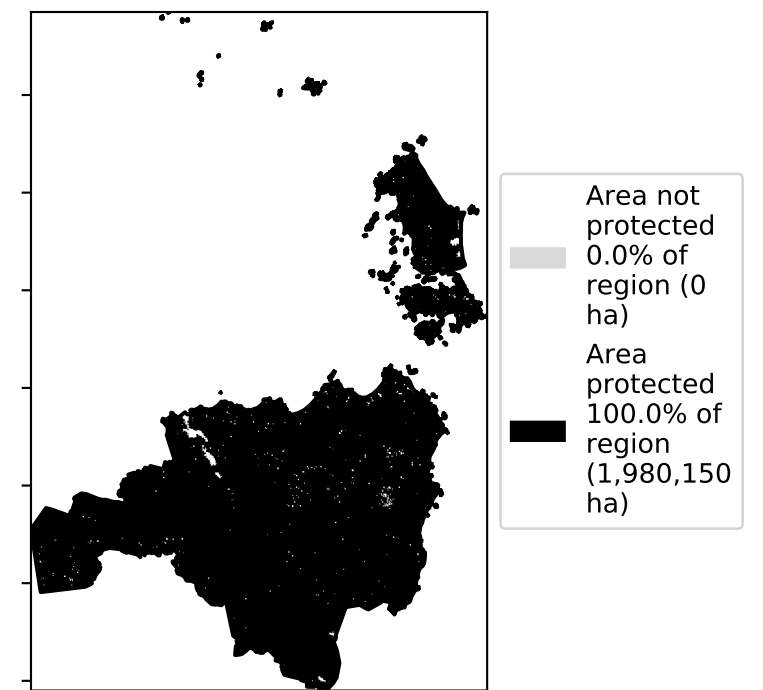 Area not
protected
0.0% of
region (0
ha)
Area
protected
100.0% of
region
(1,980,150
ha)